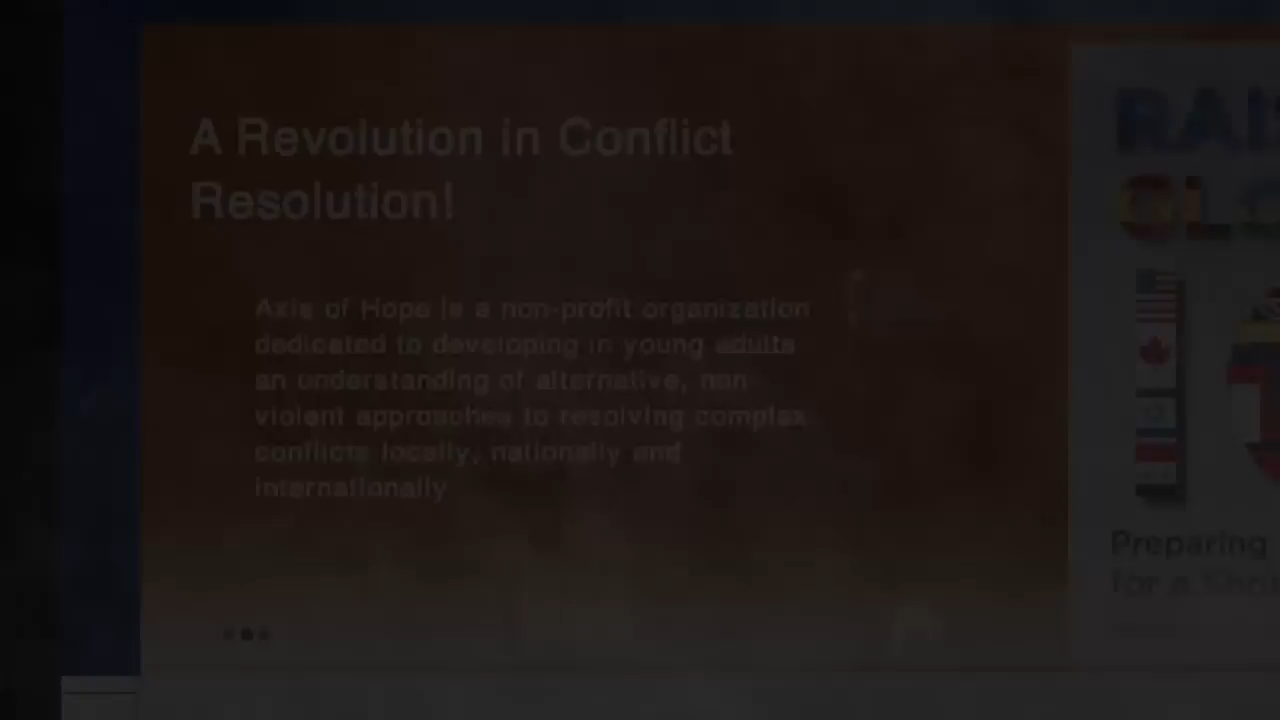 A Revolution in Conflict
Resolution!
Axis of Hope is a non-profit organization
dedicated to developing in young adults
an understanding of alternative, non-
violent approaches to resolving complex
conflicts locally, nationally and
internationally
Preparing
for a